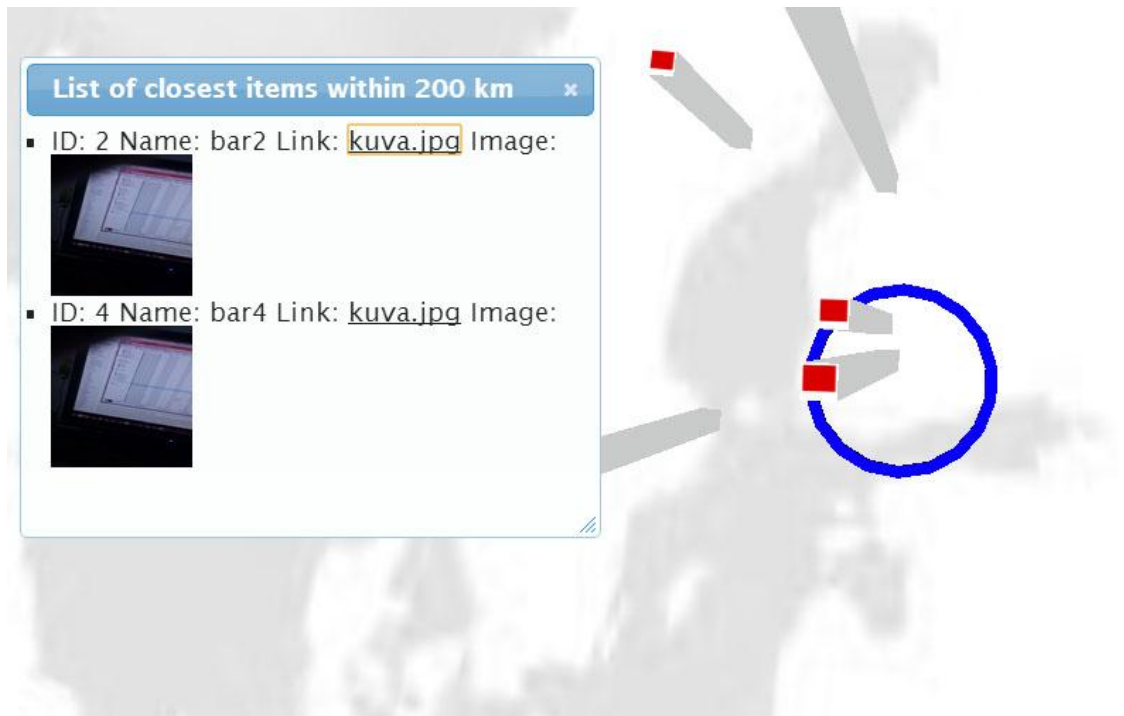 List of closest items within 200 km
ID: 2 Name: bar2 Link: kuva.jpg Image:
ID: 4 Name: bar4 Link: kuva.jpg Image: